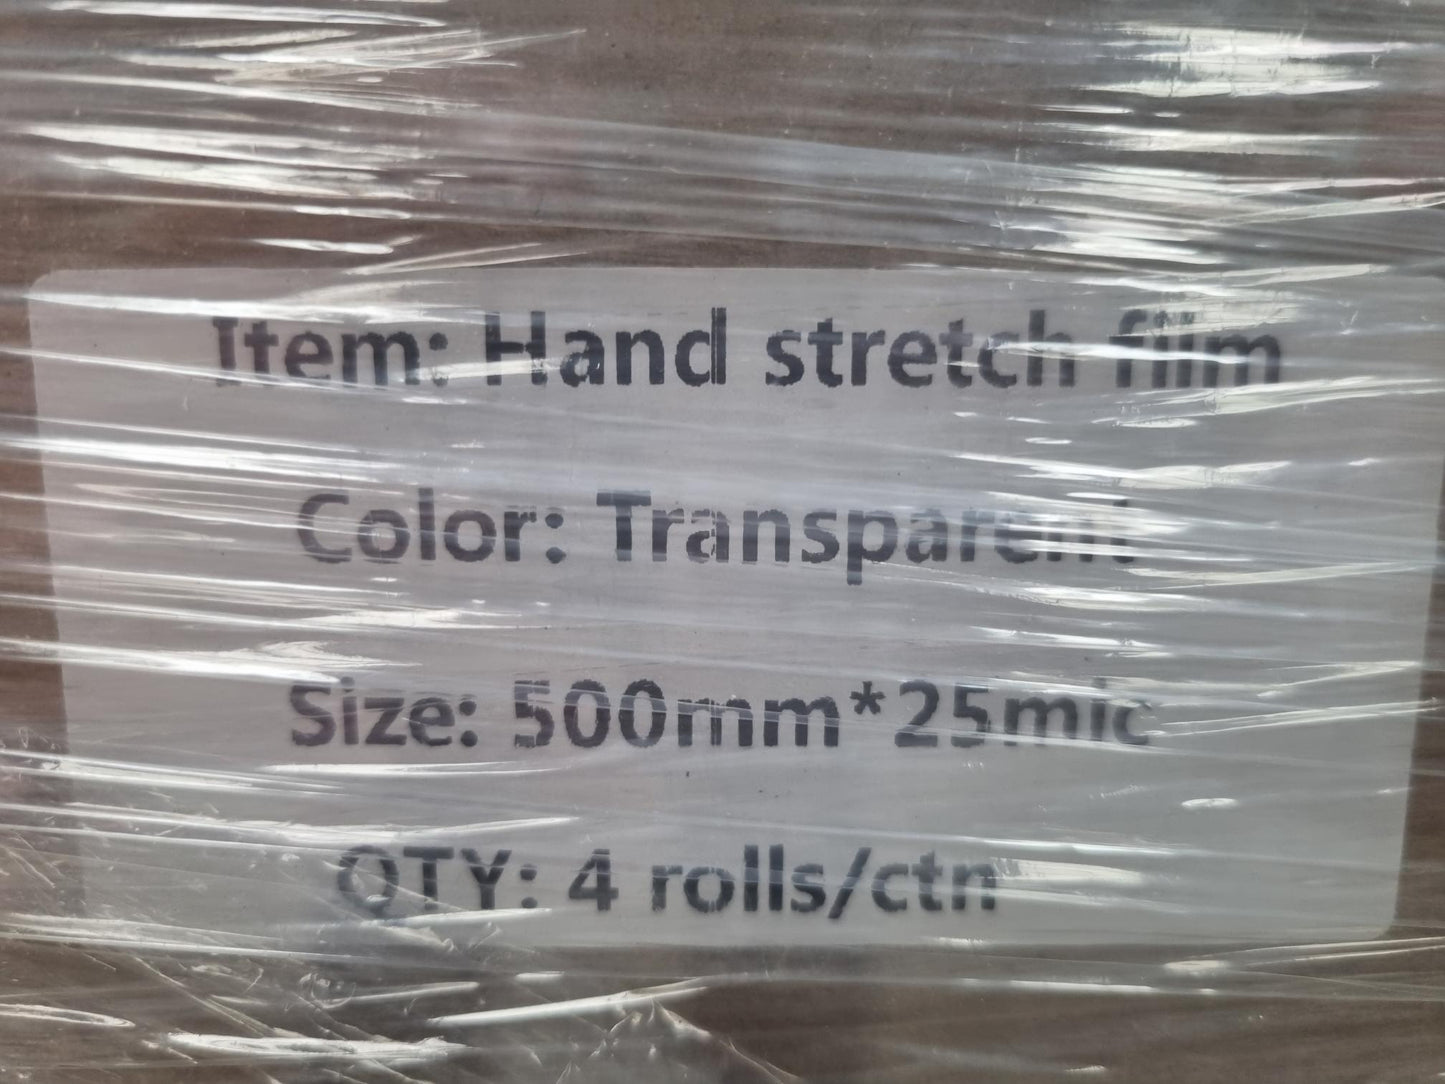 Item: Hand stretch film
Color: Transparent
Size: 500mm*25mic
QTY: 4 rolls/ctn